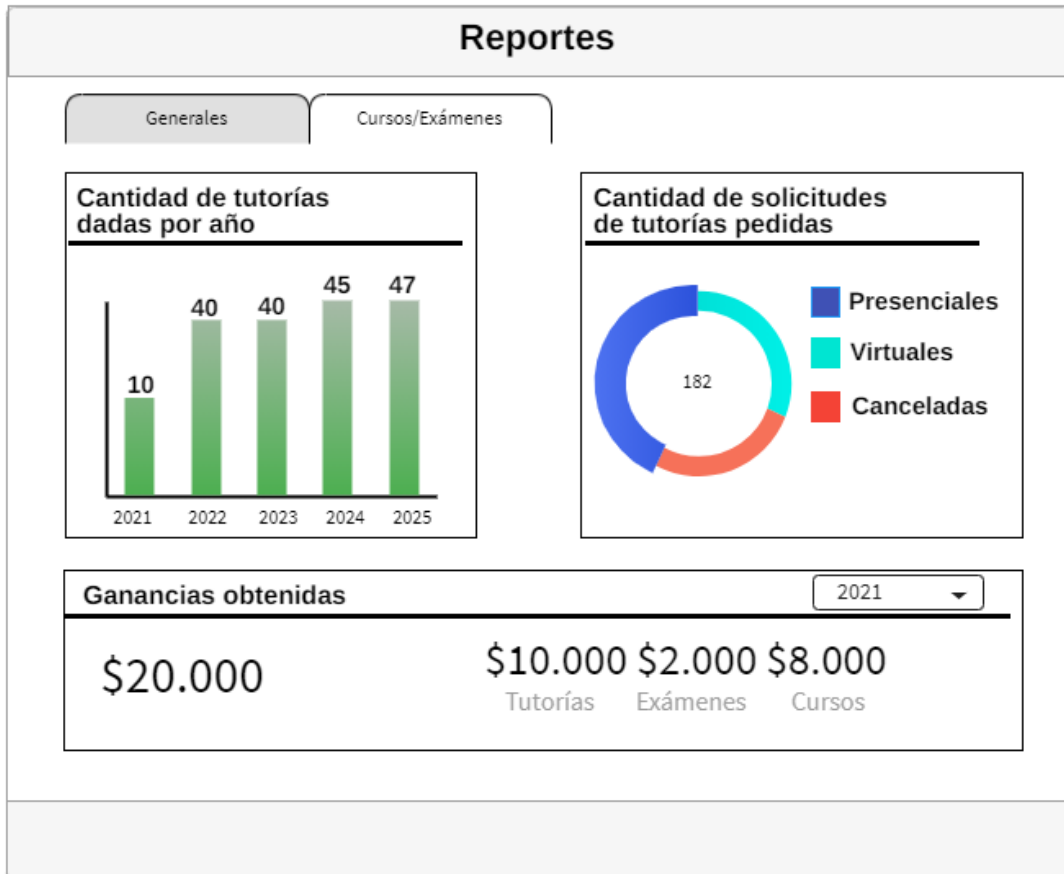 Reportes
Generales
Cursos/Exámenes
Cantidad de tutorías
dadas por año
10
40
40
45
47
2021
2022
2023
2024
2025
Cantidad de solicitudes
de tutorías pedidas
182
Presenciales
Virtuales
Canceladas
Ganancias obtenidas
2021
$20.000
$10.000 $2.000 $8.000
Tutorías Exámenes Cursos